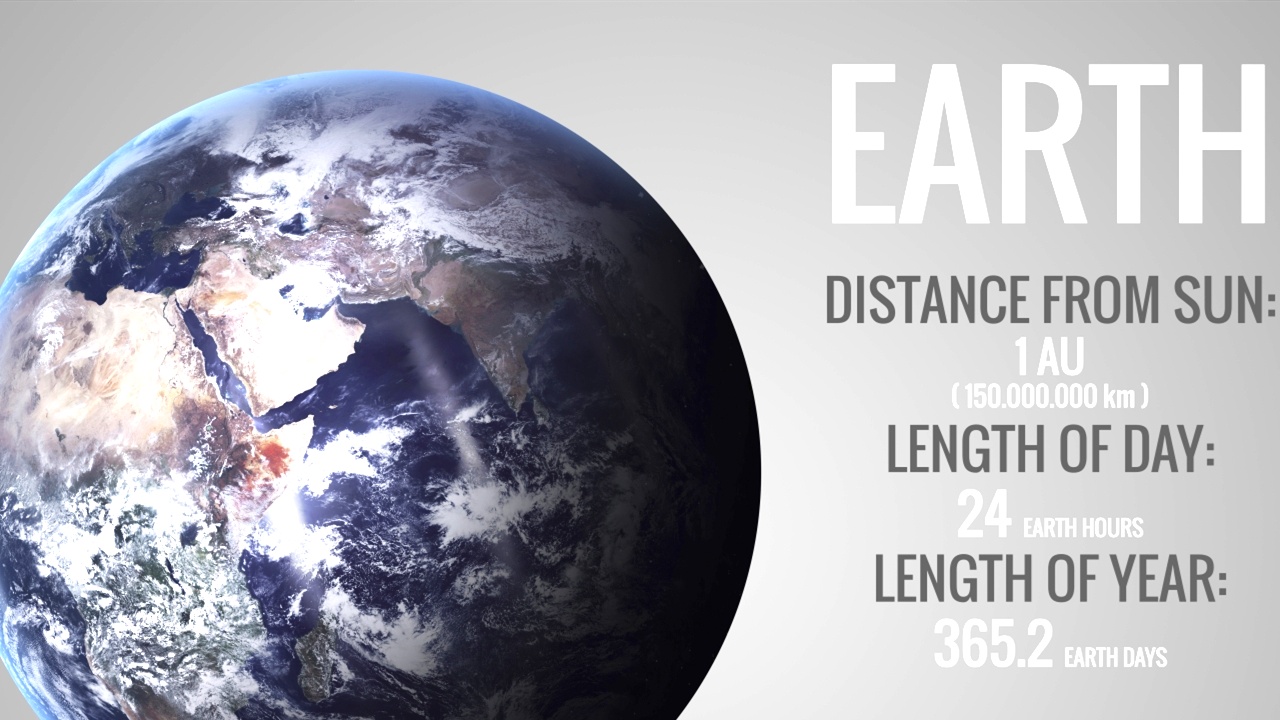 EARTH
DISTANCE FROM SUN:
1 AU
( 150.000.000 km )
LENGTH OF DAY:
24 EARTH HOURS
LENGTH OF YEAR:
365.2 EARTH DAYS